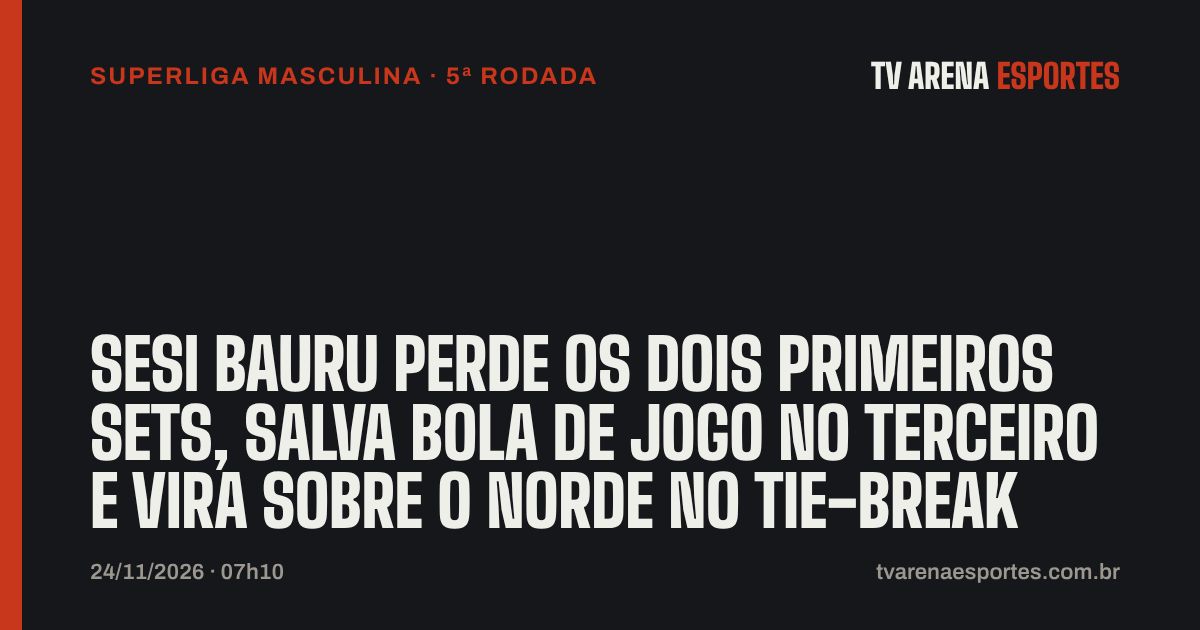 SUPERLIGA MASCULINA · 5ª RODADA
TV ARENA ESPORTES
SESI BAURU PERDE OS DOIS PRIMEIROS
SETS, SALVA BOLA DE JOGO NO TERCEIRO
E VIRA SOBRE O NORDE NO TIE-BREAK
24/11/2026 · 07h10
tvarenaesportes.com.br